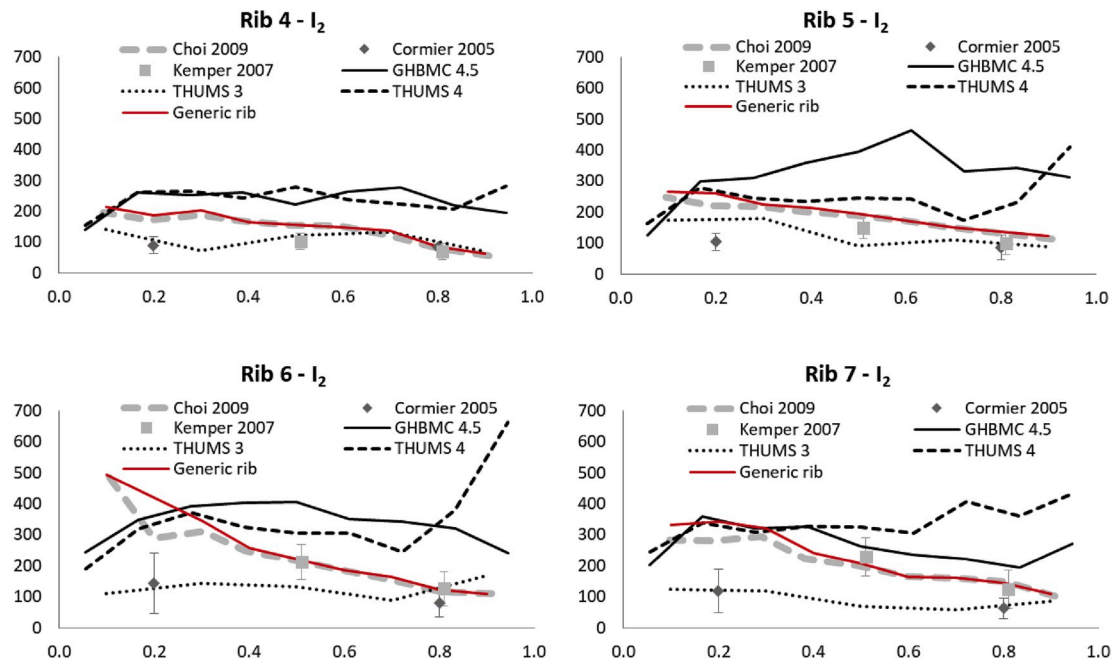 Rib 4 - I2
700
600
500
400
300
200
100
0
0.0 0.2 0.4 0.6 0.8 1.0
Choi 2009 Cormier 2005
Kemper 2007 GHBMC 4.5
THUMS 3 THUMS 4
Generic rib
Rib 5 - I2
700
600
500
400
300
200
100
0
0.0 0.2 0.4 0.6 0.8 1.0
Choi 2009 Cormier 2005
Kemper 2007 GHBMC 4.5
THUMS 3 THUMS 4
Generic rib
Rib 6 - I2
700
600
500
400
300
200
100
0
0.0 0.2 0.4 0.6 0.8 1.0
Choi 2009 Cormier 2005
Kemper 2007 GHBMC 4.5
THUMS 3 THUMS 4
Generic rib
Rib 7 - I2
700
600
500
400
300
200
100
0
0.0 0.2 0.4 0.6 0.8 1.0
Choi 2009 Cormier 2005
Kemper 2007 GHBMC 4.5
THUMS 3 THUMS 4
Generic rib